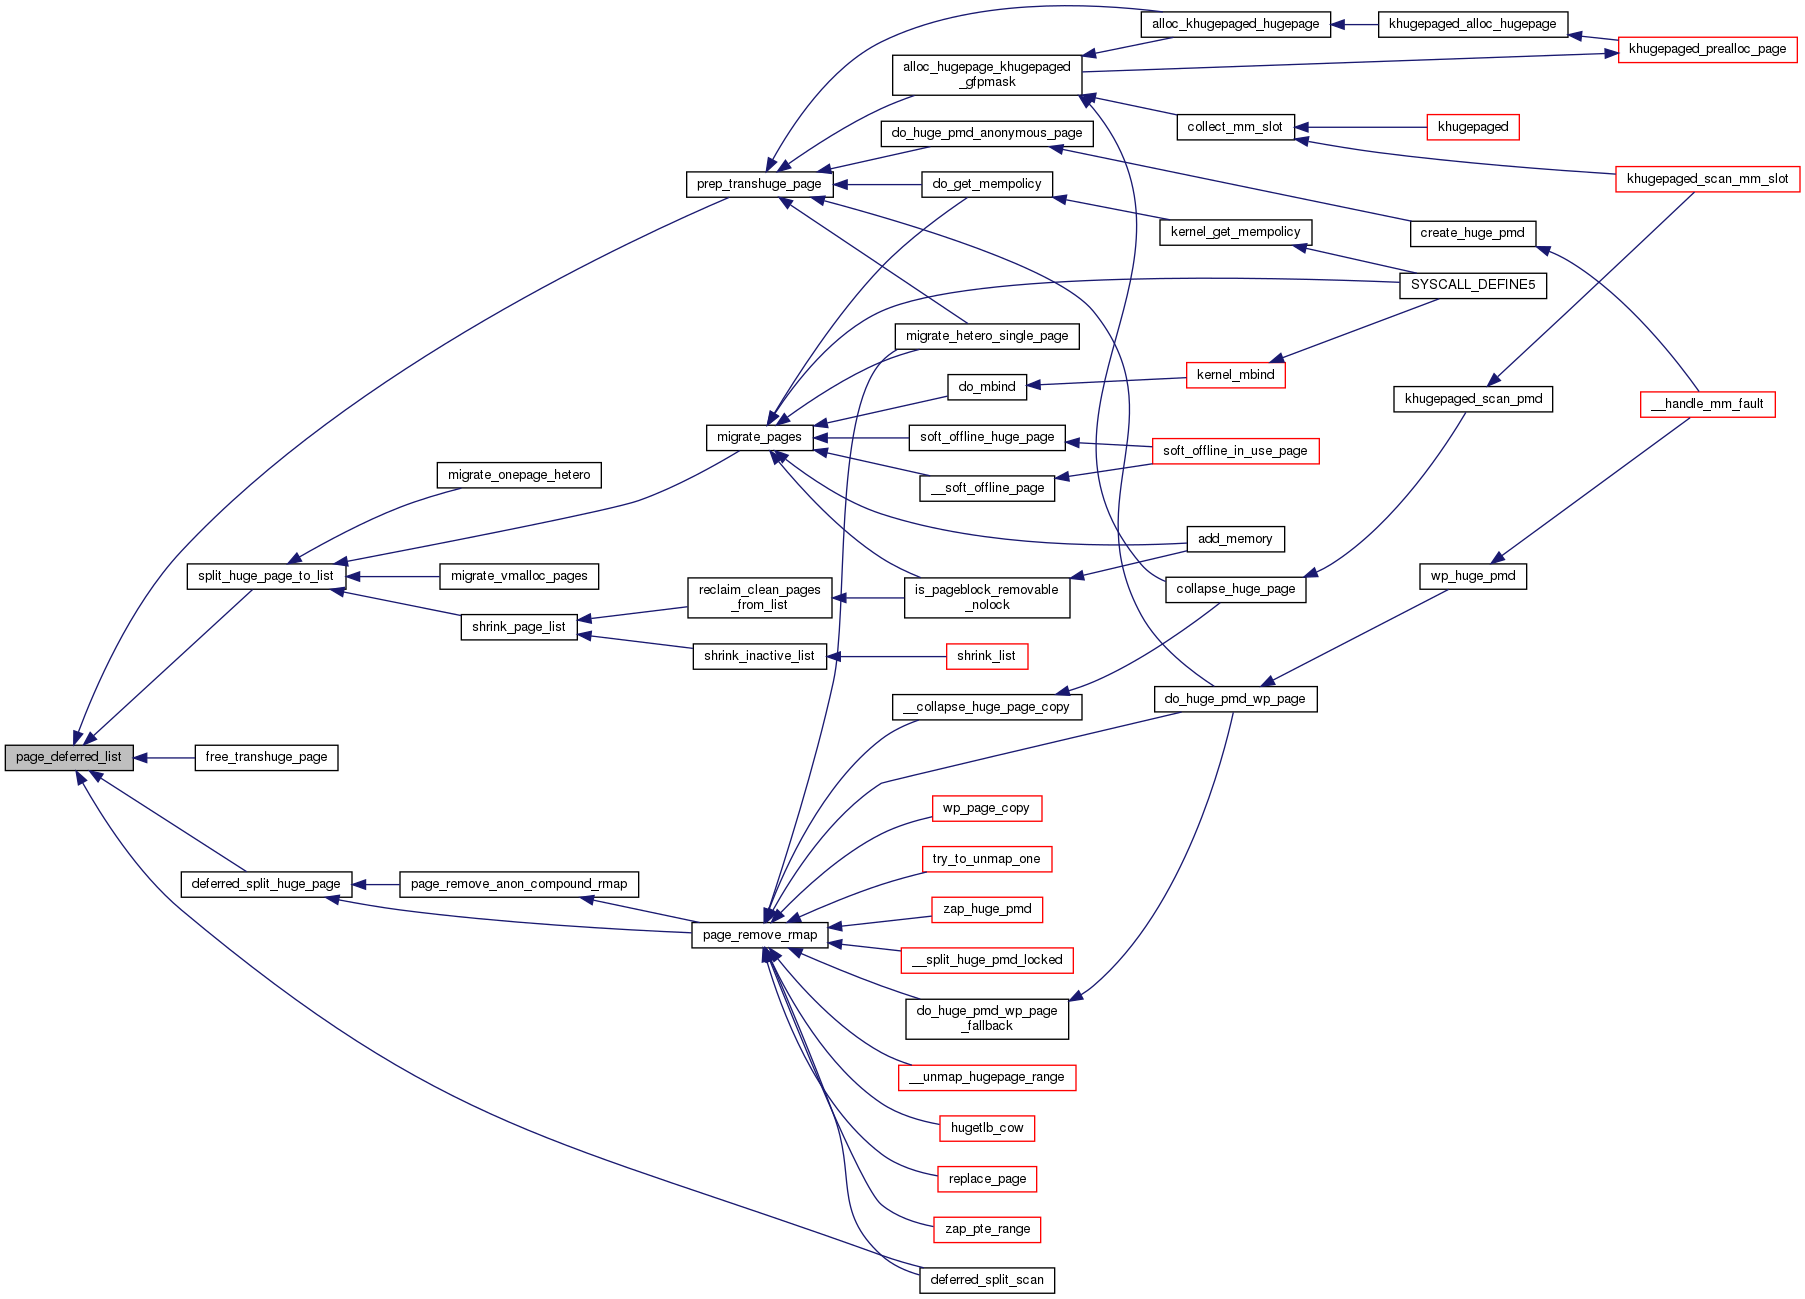 alloc_khugepaged_hugepage
khugepaged_alloc_hugepage
khugepaged_prealloc_page
alloc_hugepage_khugepaged
_gfpmask
collect_mm_slot
khugepaged
do_huge_pmd_anonymous_page
khugepaged_scan_mm_slot
prep_transhuge_page
do_get_mempolicy
kernel_get_mempolicy
create_huge_pmd
SYSCALL_DEFINE5
migrate_hetero_single_page
kernel_mbind
do_mbind
khugepaged_scan_pmd
__handle_mm_fault
migrate_pages
soft_offline_huge_page
soft_offline_in_use_page
migrate_onepage_hetero
__soft_offline_page
add_memory
split_huge_page_to_list
migrate_vmalloc_pages
reclaim_clean_pages
_from_list
is_pageblock_removable
_nolock
collapse_huge_page
wp_huge_pmd
shrink_page_list
shrink_inactive_list
shrink_list
__collapse_huge_page_copy
do_huge_pmd_wp_page
page_deferred_list
free_transhuge_page
wp_page_copy
try_to_unmap_one
deferred_split_huge_page
page_remove_anon_compound_rmap
zap_huge_pmd
page_remove_rmap
__split_huge_pmd_locked
do_huge_pmd_wp_page
_fallback
__unmap_hugepage_range
hugetlb_cow
replace_page
zap_pte_range
deferred_split_scan